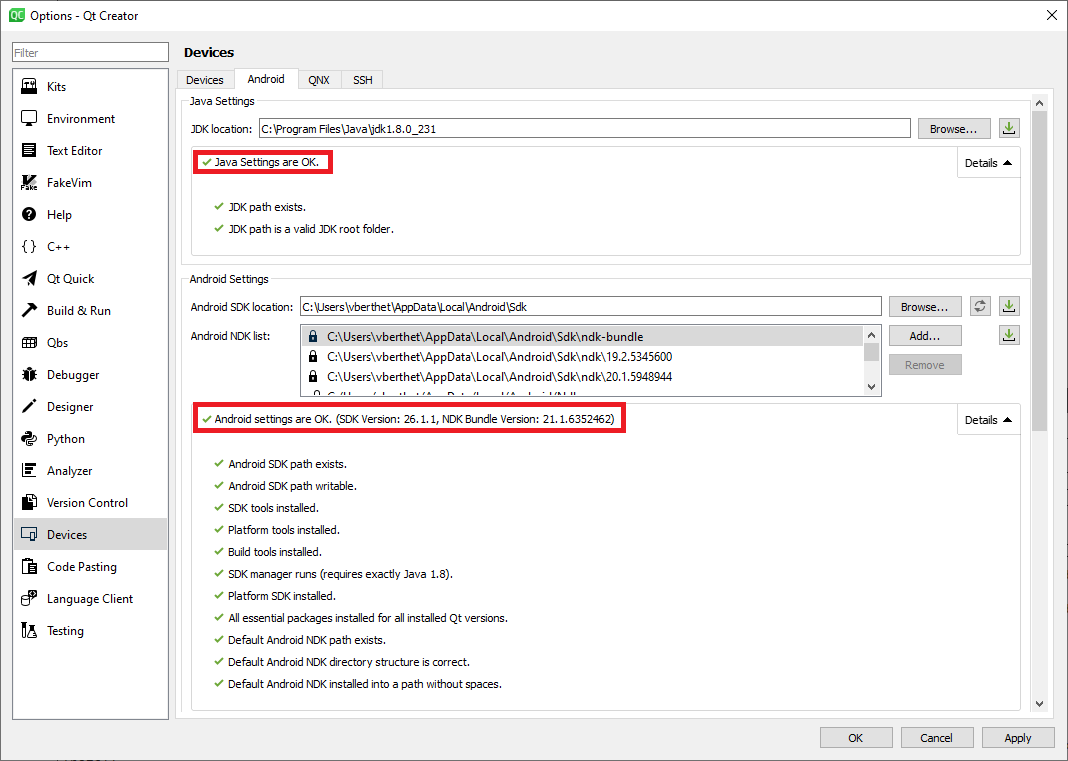 Options - Qt Creator
Filter
Kits
Environment
Text Editor
FakeVim
Help
C++
Qt Quick
Build & Run
Qbs
Debugger
Designer
Python
Analyzer
Version Control
Devices
Code Pasting
Language Client
Testing
Devices
Devices Android QNX SSH
Java Settings
JDK location: C:\Program Files\Java\jdk1.8.0_231 Browse...
Java Settings are OK. Details
JDK path exists.
JDK path is a valid JDK root folder.
Android Settings
Android SDK location: C:\Users\vberthet\AppData\Local\Android\Sdk Browse...
Android NDK list: C:\Users\vberthet\AppData\Local\Android\Sdk\ndk-bundle Add...
C:\Users\vberthet\AppData\Local\Android\Sdk\ndk\19.2.5345600
C:\Users\vberthet\AppData\Local\Android\Sdk\ndk\20.1.5948944
Remove
Android settings are OK. (SDK Version: 26.1.1, NDK Bundle Version: 21.1.6352462) Details
Android SDK path exists.
Android SDK path writable.
SDK tools installed.
Platform tools installed.
Build tools installed.
SDK manager runs (requires exactly Java 1.8).
Platform SDK installed.
All essential packages installed for all installed Qt versions.
Default Android NDK path exists.
Default Android NDK directory structure is correct.
Default Android NDK installed into a path without spaces.
OK Cancel Apply